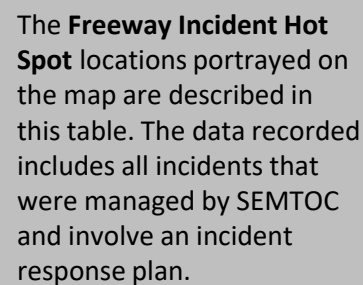 The Freeway Incident Hot
Spot locations portrayed on
the map are described in
this table. The data recorded
includes all incidents that
were managed by SEMTOC
and involve an incident
response plan.